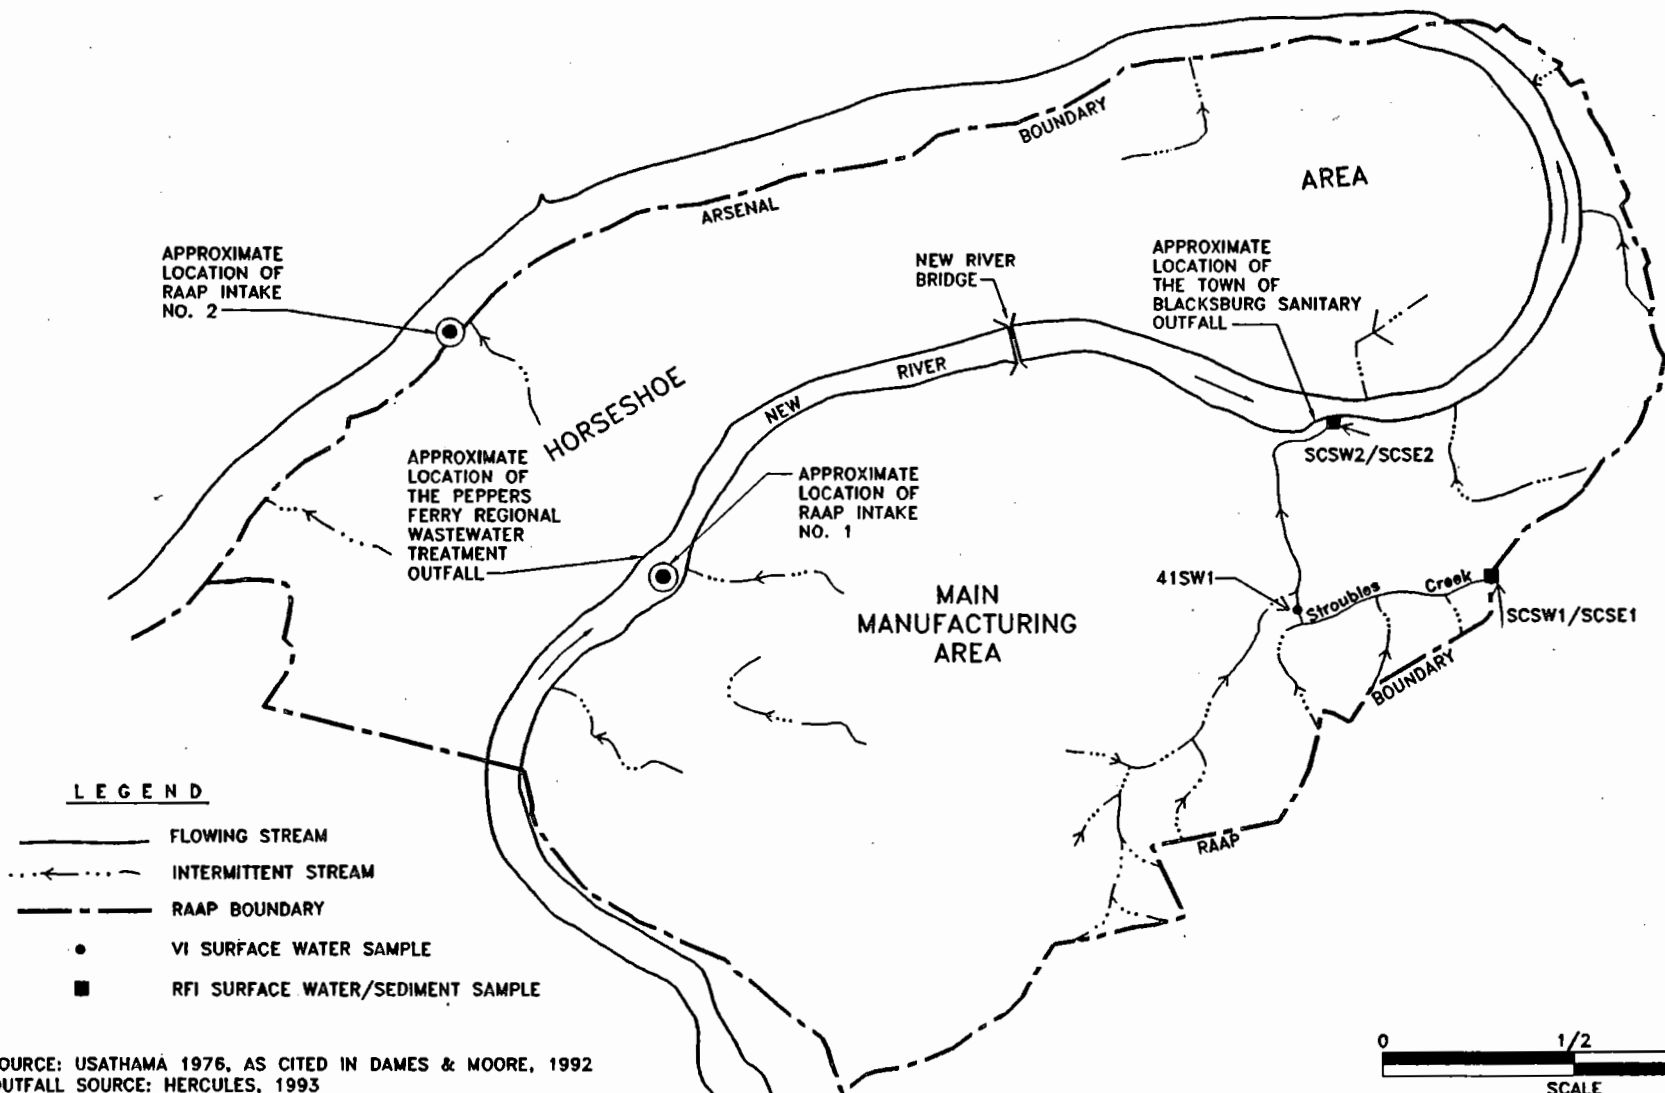 BOUNDARY
AREA
ARSENAL
APPROXIMATE
LOCATION OF
RAAP INTAKE
NO. 2
NEW RIVER
BRIDGE
APPROXIMATE
LOCATION OF
THE TOWN OF
BLACKSBURG SANITARY
OUTFALL
HORSESHOE
NEW
RIVER
APPROXIMATE
LOCATION OF
THE PEPPERS
FERRY REGIONAL
WASTEWATER
TREATMENT
OUTFALL
APPROXIMATE
LOCATION OF
RAAP INTAKE
NO. 1
SCSW2/SCSE2
MAIN
MANUFACTURING
AREA
41SW1
Stroubles Creek
SCSW1/SCSE1
BOUNDARY
RAAP
LEGEND
FLOWING STREAM
INTERMITTENT STREAM
RAAP BOUNDARY
VI SURFACE WATER SAMPLE
RFI SURFACE WATER/SEDIMENT SAMPLE
OURCE: USATHAMA 1976, AS CITED IN DAMES & MOORE, 1992
OUTFALL SOURCE: HERCULES, 1993
0 1/2
SCALE